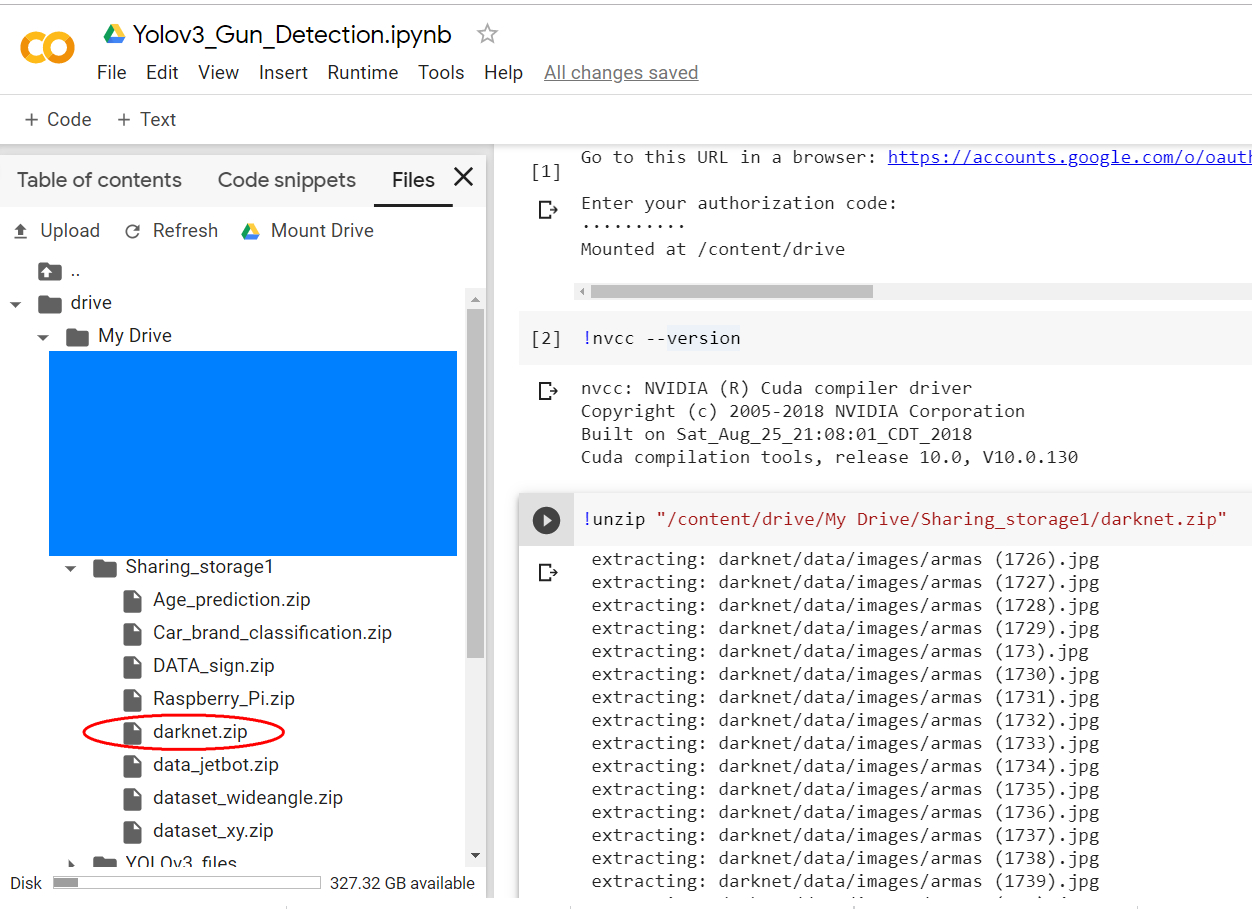 Yolov3_Gun_Detection.ipynb
File Edit View Insert Runtime Tools Help All changes saved
+ Code + Text
Table of contents Code snippets Files
Upload Refresh Mount Drive
..
drive
My Drive
Sharing_storage1
Age_prediction.zip
Car_brand_classification.zip
DATA_sign.zip
Raspberry_Pi.zip
darknet.zip
data_jetbot.zip
dataset_wideangle.zip
dataset_xy.zip
YOLOv3_files
Disk 327.32 GB available
[1]
Go to this URL in a browser: https://accounts.google.com/o/oauth
Enter your authorization code:
··········
Mounted at /content/drive
[2] !nvcc --version
nvcc: NVIDIA (R) Cuda compiler driver
Copyright (c) 2005-2018 NVIDIA Corporation
Built on Sat_Aug_25_21:08:01_CDT_2018
Cuda compilation tools, release 10.0, V10.0.130
!unzip "/content/drive/My Drive/Sharing_storage1/darknet.zip"
extracting: darknet/data/images/armas (1726).jpg
extracting: darknet/data/images/armas (1727).jpg
extracting: darknet/data/images/armas (1728).jpg
extracting: darknet/data/images/armas (1729).jpg
extracting: darknet/data/images/armas (173).jpg
extracting: darknet/data/images/armas (1730).jpg
extracting: darknet/data/images/armas (1731).jpg
extracting: darknet/data/images/armas (1732).jpg
extracting: darknet/data/images/armas (1733).jpg
extracting: darknet/data/images/armas (1734).jpg
extracting: darknet/data/images/armas (1735).jpg
extracting: darknet/data/images/armas (1736).jpg
extracting: darknet/data/images/armas (1737).jpg
extracting: darknet/data/images/armas (1738).jpg
extracting: darknet/data/images/armas (1739).jpg